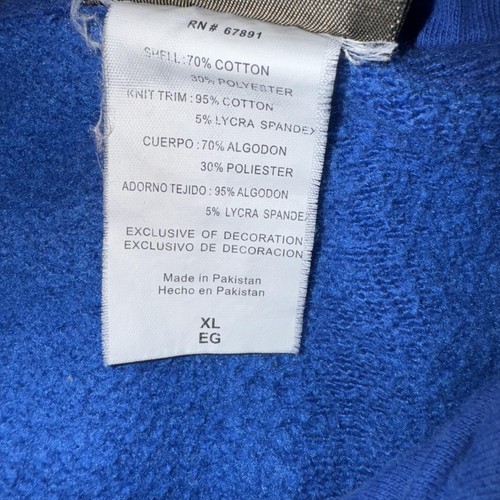 RN# 67891
SHELL: 70% COTTON
30% POLYESTER
KNIT TRIM: 95% COTTON
5% LYCRA SPANDEX
CUERPO: 70% ALGODON
30% POLIESTER
ADORNO TEJIDO: 95% ALGODON
5% LYCRA SPANDEX
EXCLUSIVE OF DECORATION
EXCLUSIVO DE DECORACION
Made in Pakistan
Hecho en Pakistan
XL
EG